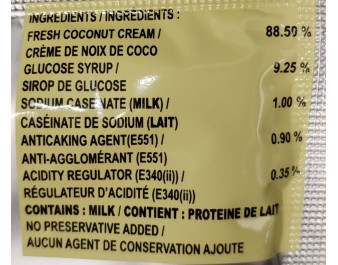 INGREDIENTS / INGRÉDIENTS :
FRESH COCONUT CREAM / 88.50 %
CRÈME DE NOIX DE COCO
GLUCOSE SYRUP / 9.25 %
SIROP DE GLUCOSE
SODIUM CASEINATE (MILK) / 1.00 %
CASÉINATE DE SODIUM (LAIT)
ANTICAKING AGENT(E551) / 0.90 %
ANTI-AGGLOMÉRANT (E551)
ACIDITY REGULATOR (E340(ii)) / 0.35 %
RÉGULATEUR D'ACIDITÉ (E340(ii))
CONTAINS : MILK / CONTIENT : PROTEINE DE LAIT
NO PRESERVATIVE ADDED /
AUCUN AGENT DE CONSERVATION AJOUTE